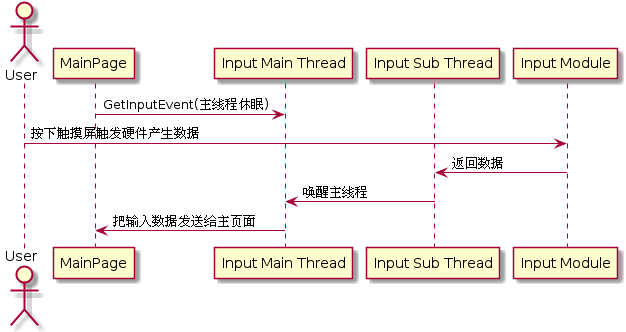 User
MainPage
Input Main Thread
Input Sub Thread
Input Module
GetInputEvent(主线程休眠)
按下触摸屏触发硬件产生数据
返回数据
唤醒主线程
把输入数据发送给主页面
User
MainPage
Input Main Thread
Input Sub Thread
Input Module